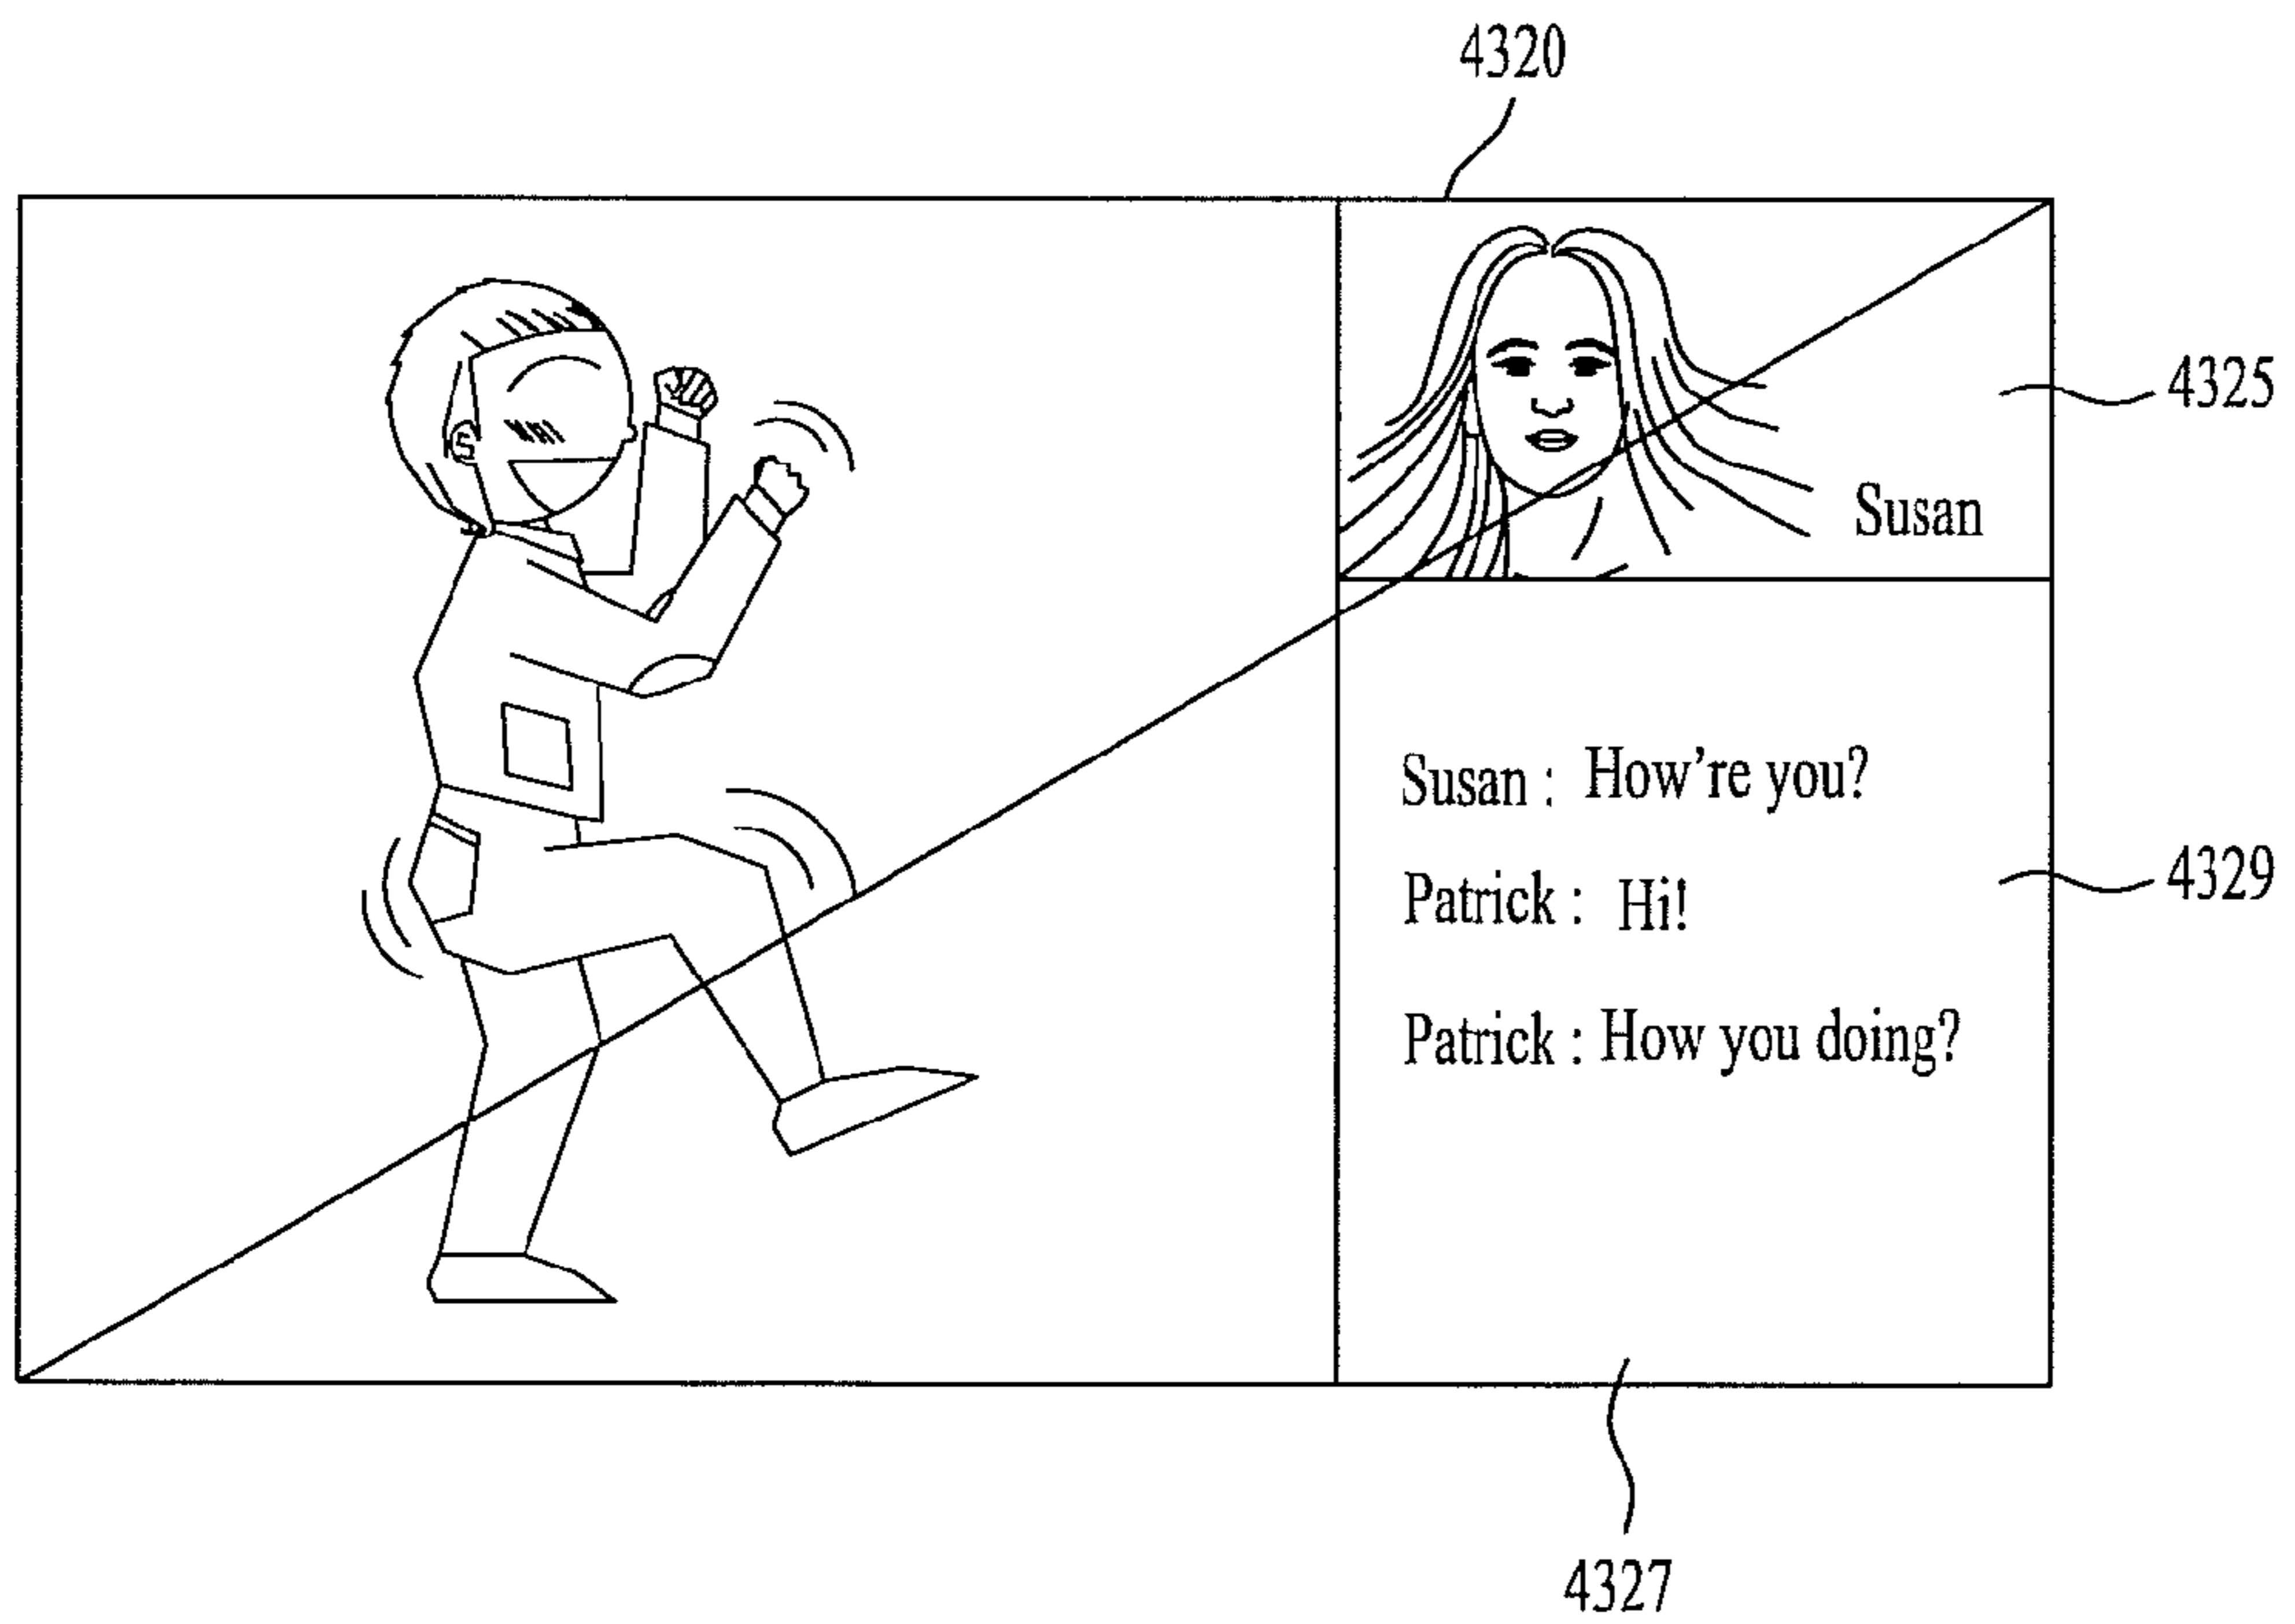 4320
4325
Susan
Susan : How're you?
Patrick : Hi!
4329
Patrick : How you doing?
4327